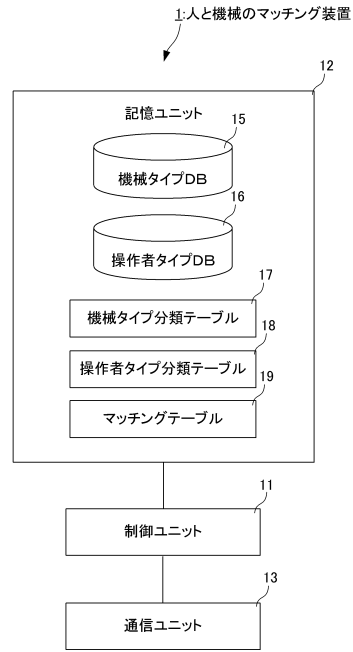 1:人と機械のマッチング装置
12
記憶ユニット
15
機械タイプDB
16
操作者タイプDB
17
機械タイプ分類テーブル
18
操作者タイプ分類テーブル
19
マッチングテーブル
11
制御ユニット
13
通信ユニット